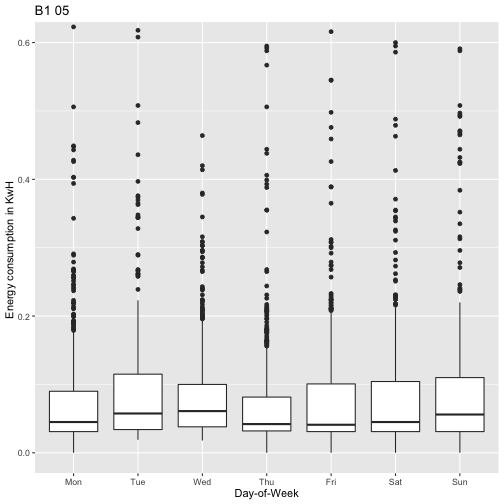 B1 05
Energy consumption in KwH
0.6
0.4
0.2
0.0
Mon Tue Wed Thu Fri Sat Sun
Day-of-Week